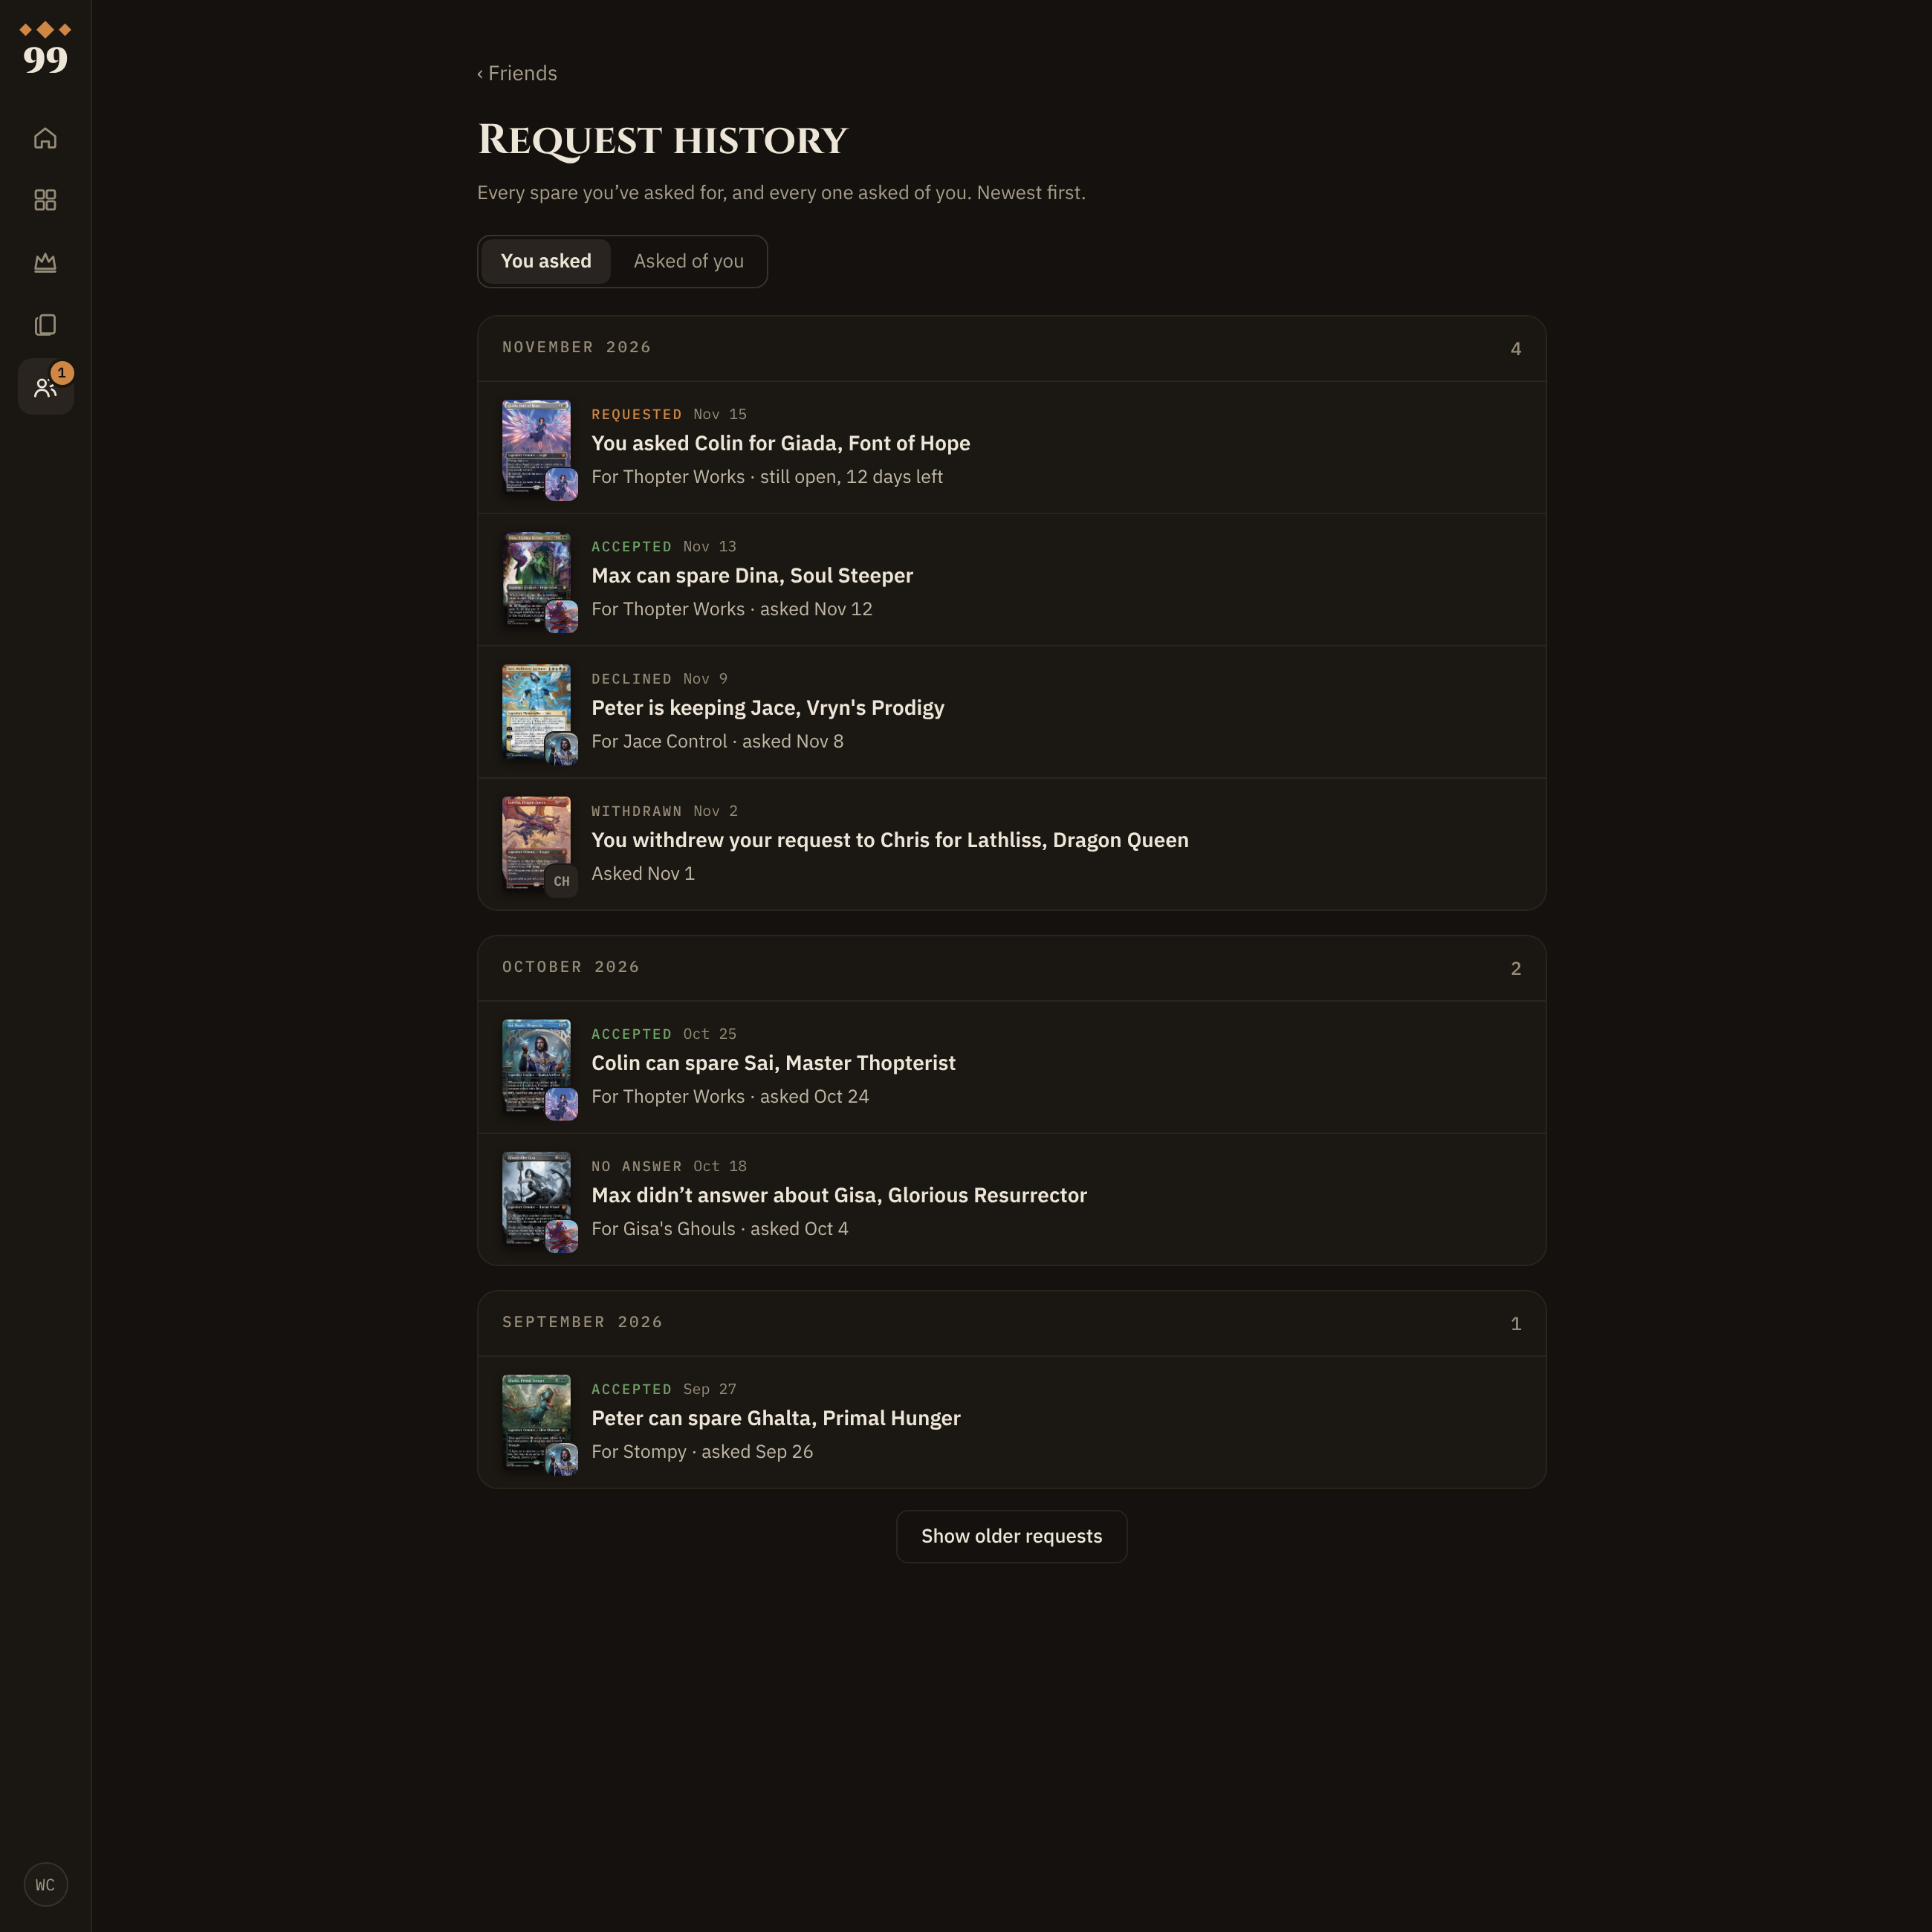 99
‹ Friends
Request history
Every spare you’ve asked for, and every one asked of you. Newest first.
You asked
Asked of you
NOVEMBER 2026
4
1
REQUESTED Nov 15
You asked Colin for Giada, Font of Hope
For Thopter Works · still open, 12 days left
ACCEPTED Nov 13
Max can spare Dina, Soul Steeper
For Thopter Works · asked Nov 12
DECLINED Nov 9
Peter is keeping Jace, Vryn's Prodigy
For Jace Control · asked Nov 8
WITHDRAWN Nov 2
You withdrew your request to Chris for Lathliss, Dragon Queen
CH
Asked Nov 1
OCTOBER 2026
2
ACCEPTED Oct 25
Colin can spare Sai, Master Thopterist
For Thopter Works · asked Oct 24
NO ANSWER Oct 18
Max didn’t answer about Gisa, Glorious Resurrector
For Gisa's Ghouls · asked Oct 4
SEPTEMBER 2026
1
ACCEPTED Sep 27
Peter can spare Ghalta, Primal Hunger
For Stompy · asked Sep 26
Show older requests
WC